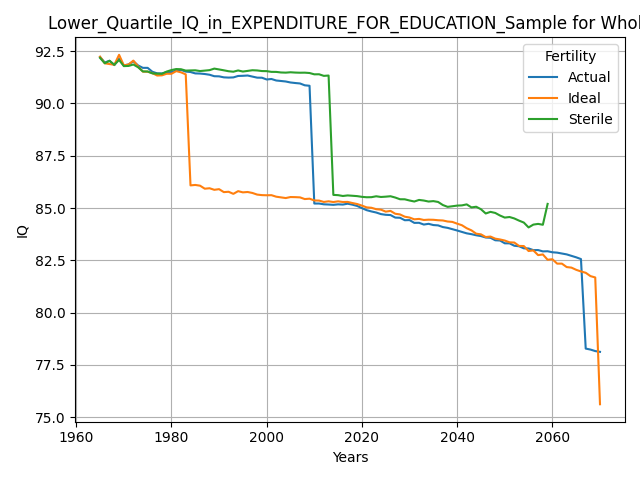 Lower_Quartile_IQ_in_EXPENDITURE_FOR_EDUCATION_Sample for Whol
92.5
90.0
87.5
85.0
82.5
80.0
77.5
75.0
IQ
Fertility
Actual
Ideal
Sterile
1960
1980
2000
2020
2040
2060
Years